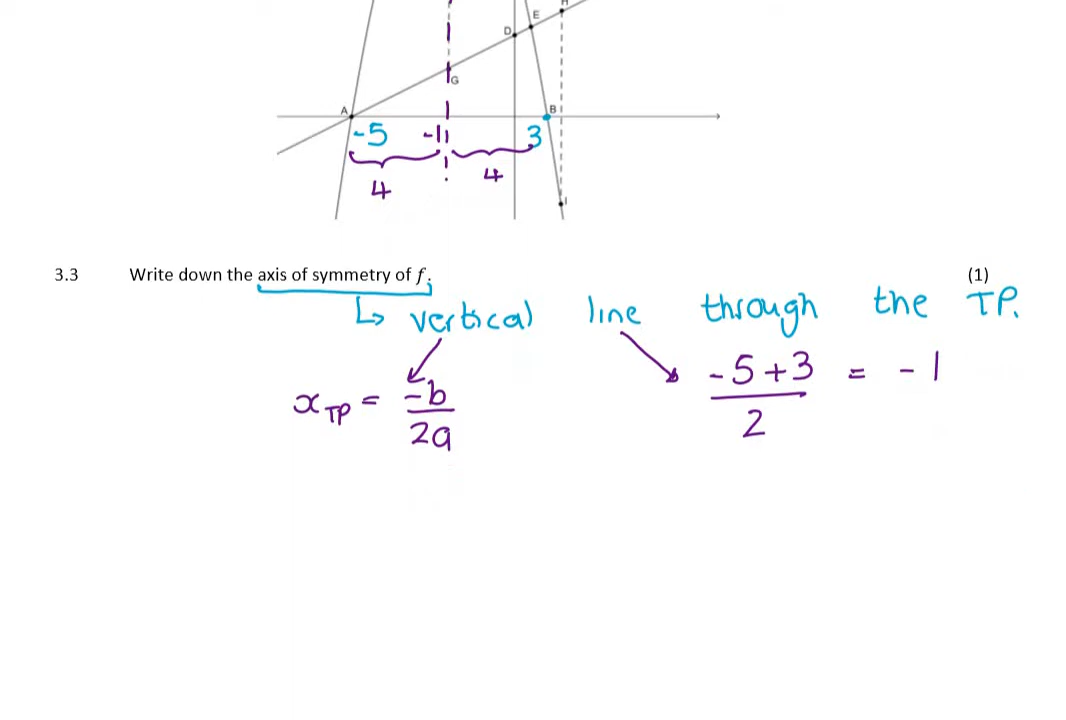 E
D
G
A
B
-5 -1 3
4 4
3.3 Write down the axis of symmetry of f. (1)
↳ vertical line through the TP.
x_TP = -b/2a
(-5+3)/2 = -1